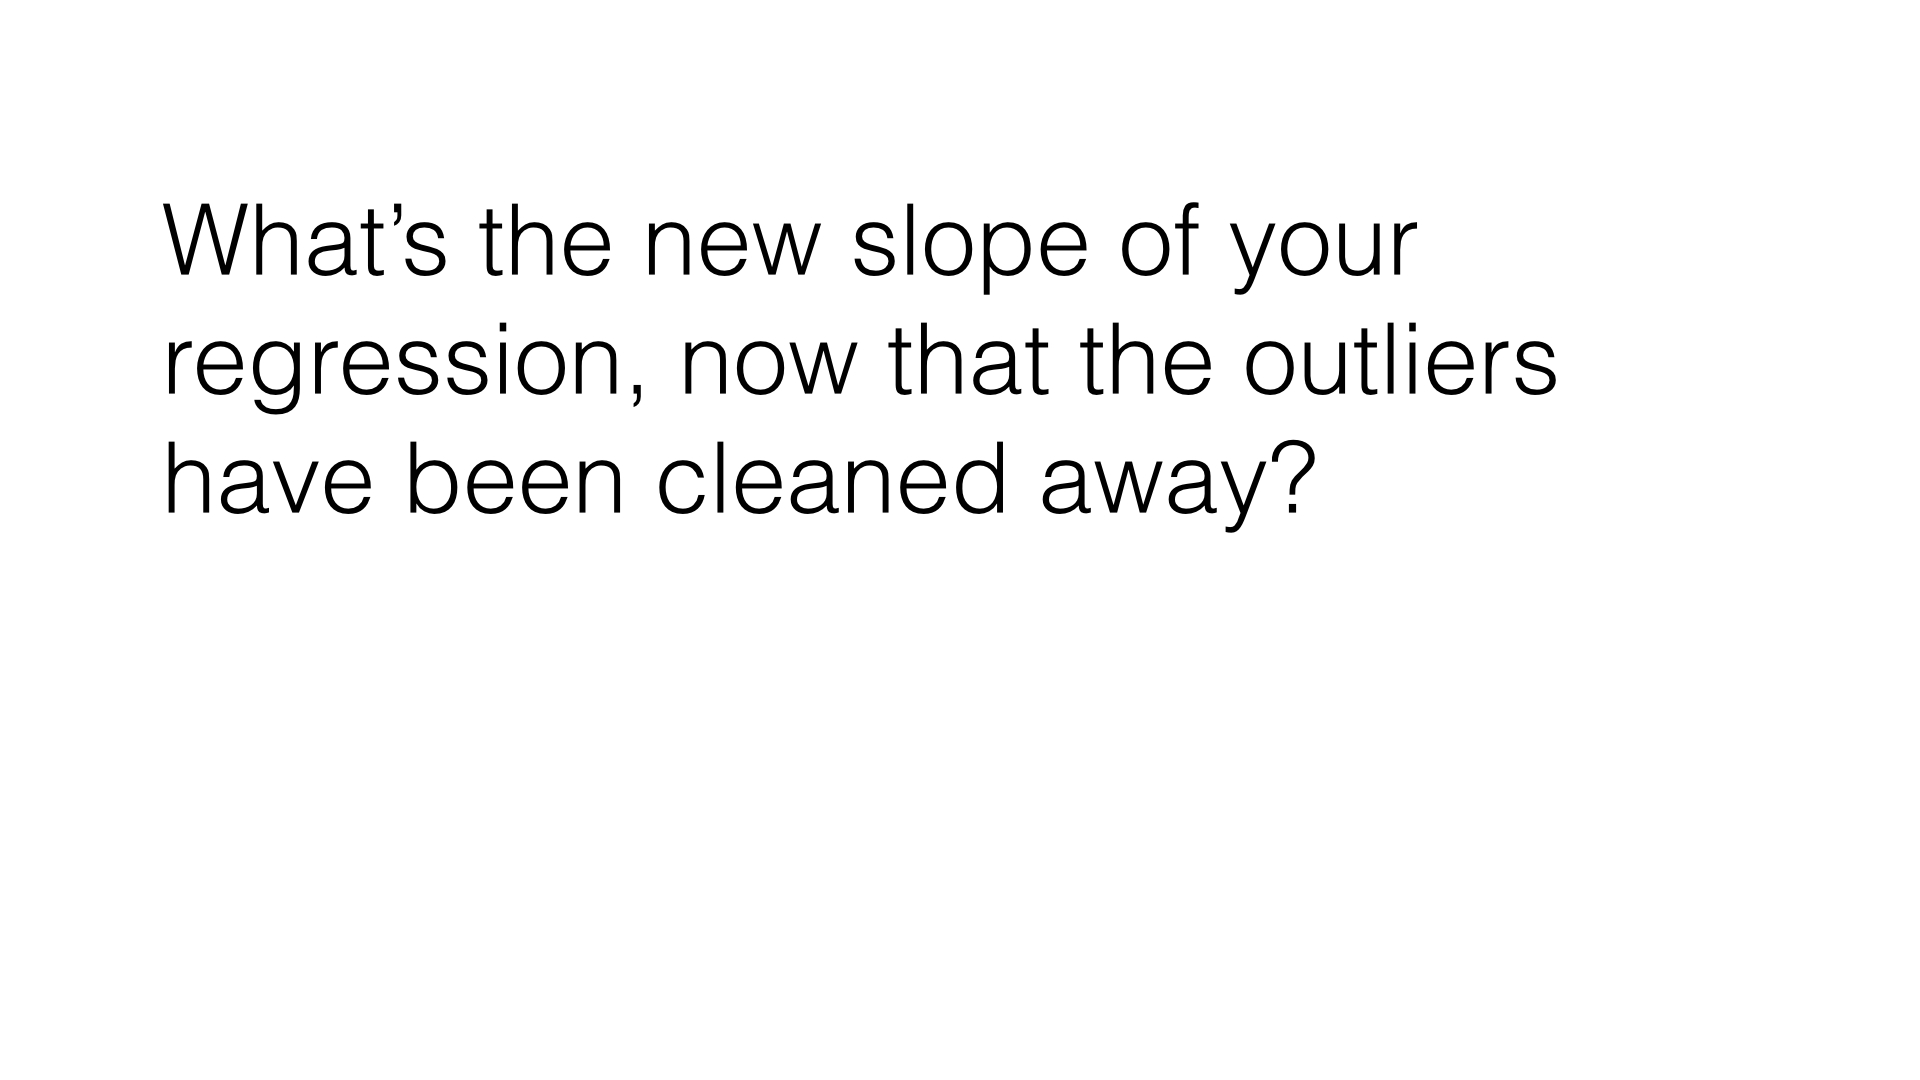 What’s the new slope of your
regression, now that the outliers
have been cleaned away?